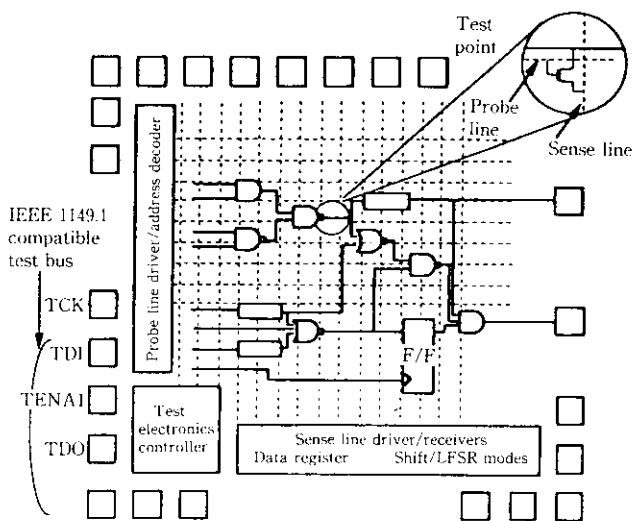 Test
point
Probe
line
Sense line
Probe line driver/address decoder
IEEE 1149.1
compatible
test bus
TCK
TDI
TENA1
TDO
F/F
Test
electronics
controller
Sense line driver/receivers
Data register Shift/LFSR modes